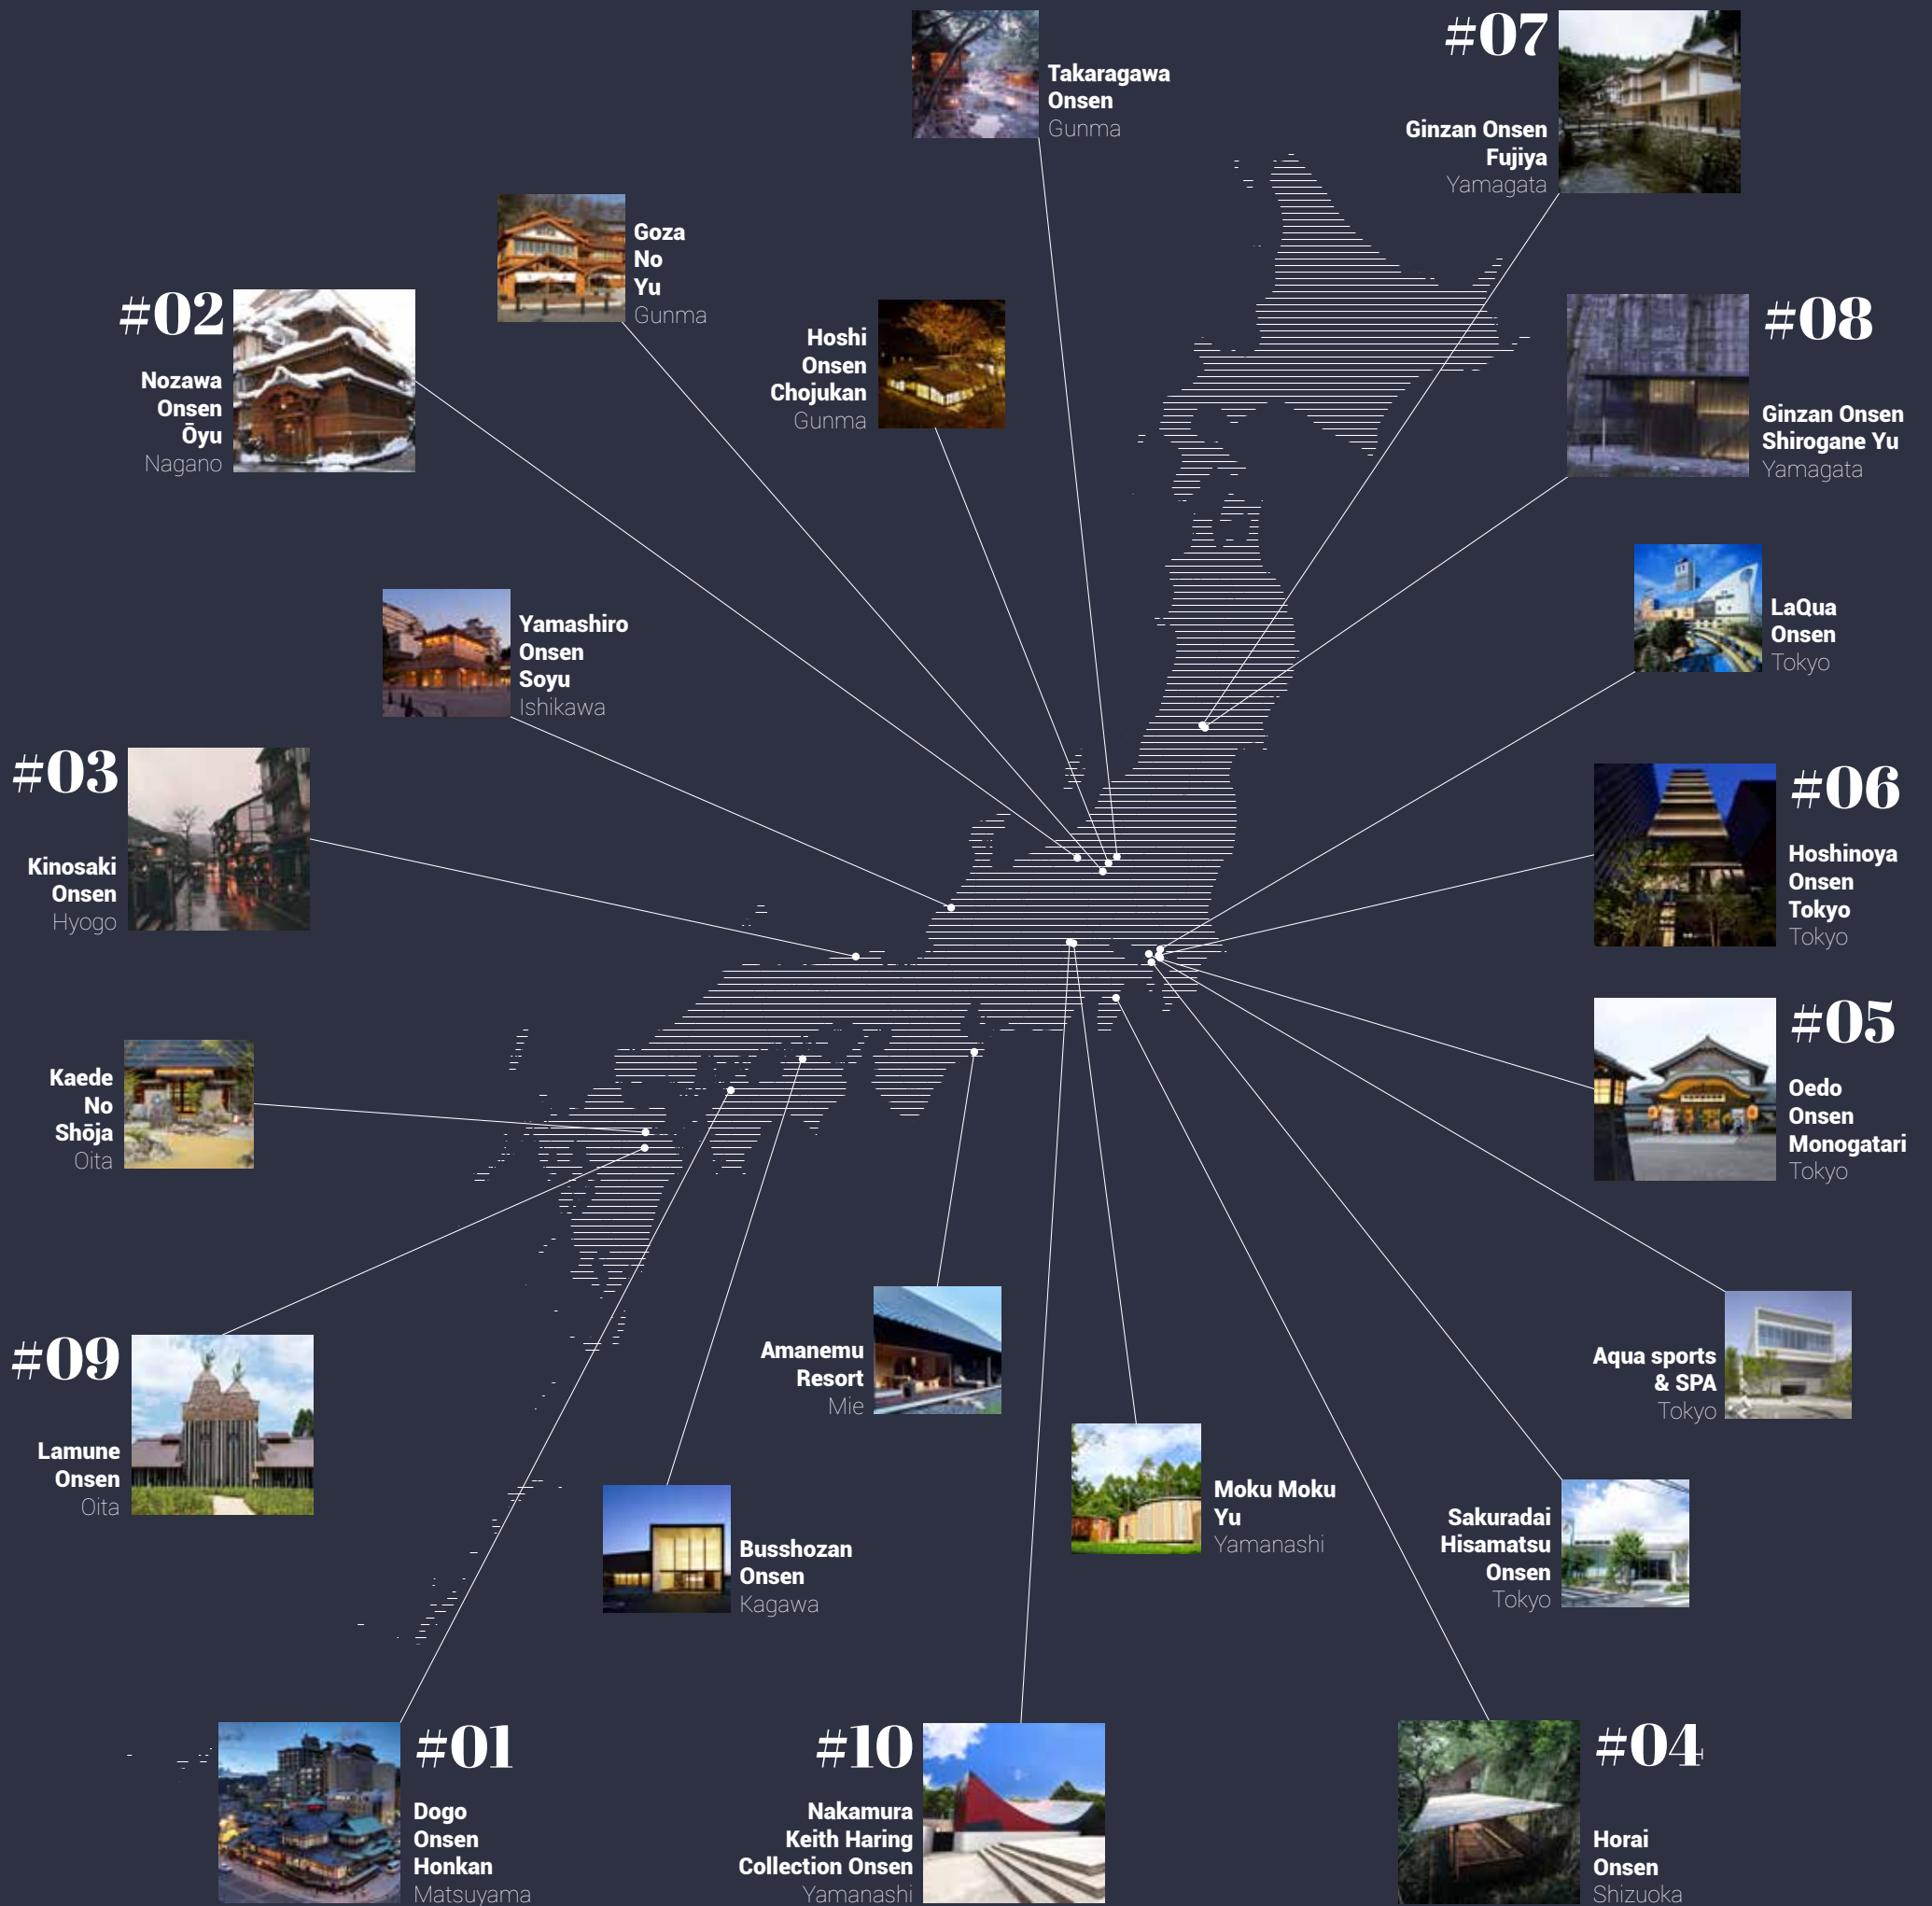 Takaragawa
Onsen
Gunma
#07
Ginzan Onsen
Fujiya
Yamagata
Goza
No
Yu
Gunma
#02
Nozawa
Onsen
Ōyu
Nagano
Hoshi
Onsen
Chojukan
Gunma
#08
Ginzan Onsen
Shirogane Yu
Yamagata
Yamashiro
Onsen
Soyu
Ishikawa
LaQua
Onsen
Tokyo
#03
Kinosaki
Onsen
Hyogo
#06
Hoshinoya
Onsen
Tokyo
Tokyo
Kaede
No
Shōja
Oita
#05
Oedo
Onsen
Monogatari
Tokyo
#09
Lamune
Onsen
Oita
Amanemu
Resort
Mie
Aqua sports
& SPA
Tokyo
Busshozan
Onsen
Kagawa
Moku Moku
Yu
Yamanashi
Sakuradai
Hisamatsu
Onsen
Tokyo
#01
Dogo
Onsen
Honkan
Matsuyama
#10
Nakamura
Keith Haring
Collection Onsen
Yamanashi
#04
Horai
Onsen
Shizuoka